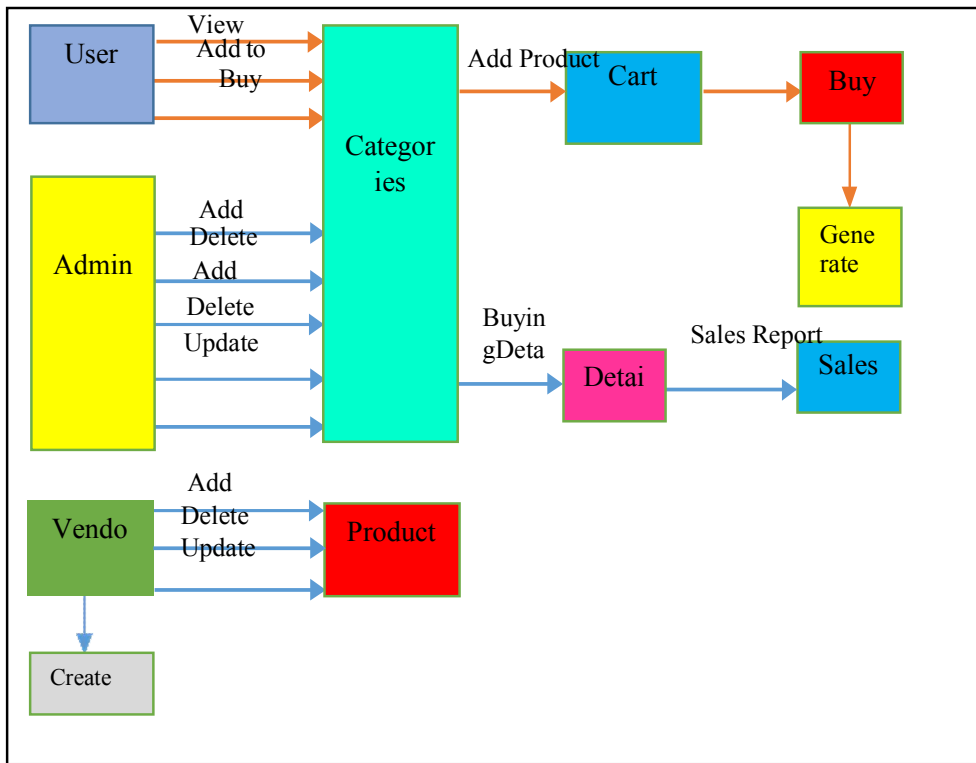 View
User
Add to
Buy
Categor
ies
Add Product
Cart
Buy
Gene
rate
Admin
Add
Delete
Add
Delete
Update
Buyin
gDeta
Detai
Sales Report
Sales
Vendo
Add
Delete
Update
Product
Create